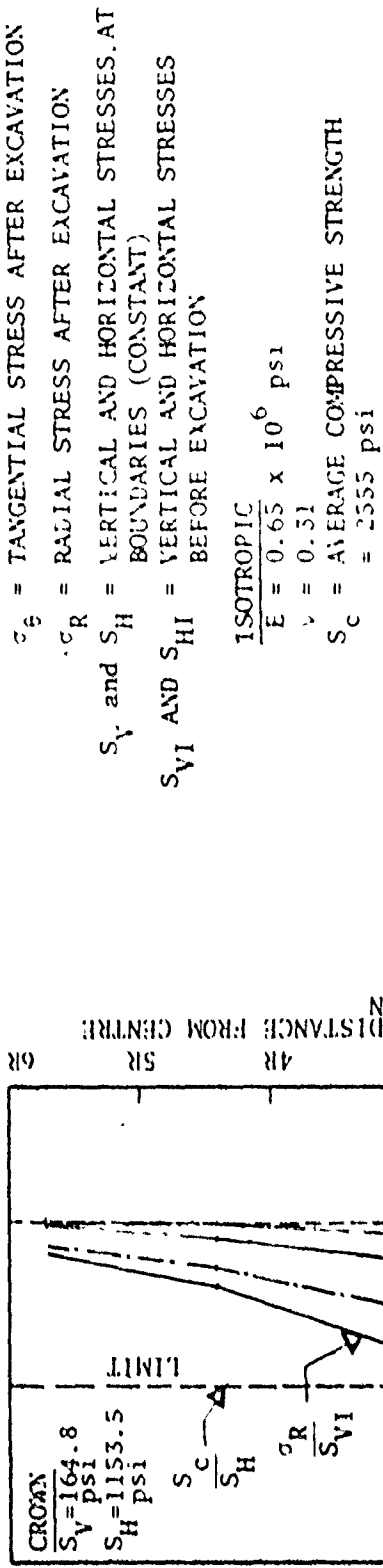 σθ = TANGENTIAL STRESS AFTER EXCAVATION
σR = RADIAL STRESS AFTER EXCAVATION
SV and SH = VERTICAL AND HORIZONTAL STRESSES. AT
BOUNDARIES (CONSTANT)
SVI AND SHI = VERTICAL AND HORIZONTAL STRESSES
BEFORE EXCAVATION
ISOTROPIC
E = 0.65 x 10^6 psi
ν = 0.31
SC = AVERAGE COMPRESSIVE STRENGTH
= 2555 psi
DISTANCE FROM CENTRE
N
6R
5R
4R
CROWN
SV=164.8
psi
SH=1153.5
psi
LIMIT
SC
SH
σR
SVI